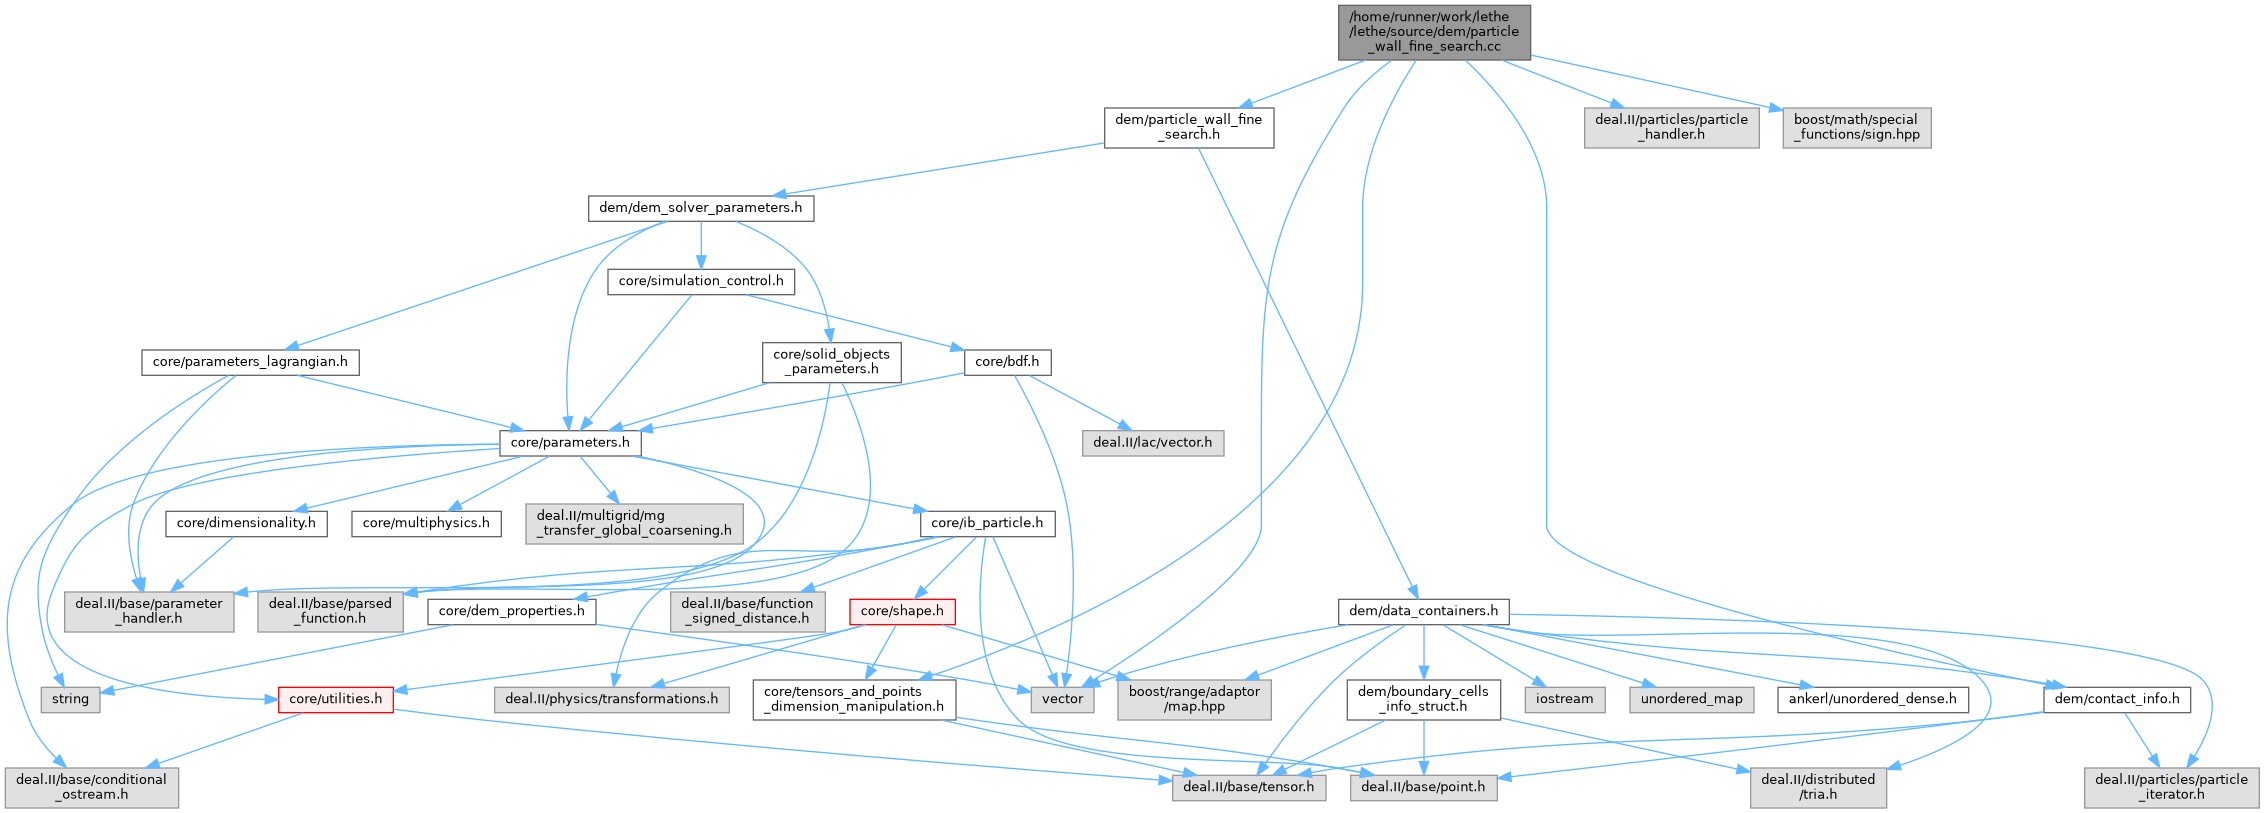 /home/runner/work/lethe
/lethe/source/dem/particle
_wall_fine_search.cc
dem/particle_wall_fine
_search.h
deal.II/particles/particle
_handler.h
boost/math/special
_functions/sign.hpp
dem/dem_solver_parameters.h
core/simulation_control.h
core/parameters_lagrangian.h
core/solid_objects
_parameters.h
core/bdf.h
core/parameters.h
deal.II/lac/vector.h
core/dimensionality.h
core/multiphysics.h
deal.II/multigrid/mg
_transfer_global_coarsening.h
core/ib_particle.h
deal.II/base/parameter
_handler.h
deal.II/base/parsed
_function.h
core/dem_properties.h
deal.II/base/function
_signed_distance.h
core/shape.h
dem/data_containers.h
string
core/utilities.h
deal.II/physics/transformations.h
core/tensors_and_points
_dimension_manipulation.h
vector
boost/range/adaptor
/map.hpp
dem/boundary_cells
_info_struct.h
iostream
unordered_map
ankerl/unordered_dense.h
dem/contact_info.h
deal.II/base/conditional
_ostream.h
deal.II/base/tensor.h
deal.II/base/point.h
deal.II/distributed
/tria.h
deal.II/particles/particle
_iterator.h